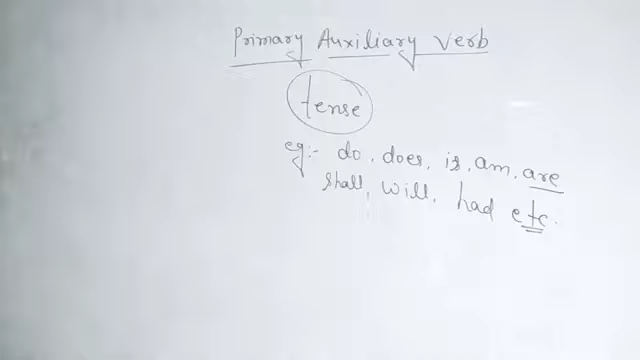 Primary Auxiliary Verb
tense
eg:- do, does, is, am, are
shall, will, had etc.